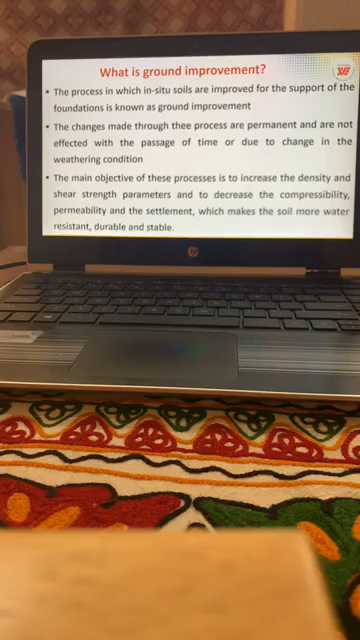 What is ground improvement?
▪ The process in which in-situ soils are improved for the support of the
foundations is known as ground improvement
▪ The changes made through thee process are permanent and are not
effected with the passage of time or due to change in the
weathering condition
▪ The main objective of these processes is to increase the density and
shear strength parameters and to decrease the compressibility,
permeability and the settlement, which makes the soil more water
resistant, durable and stable.
hp